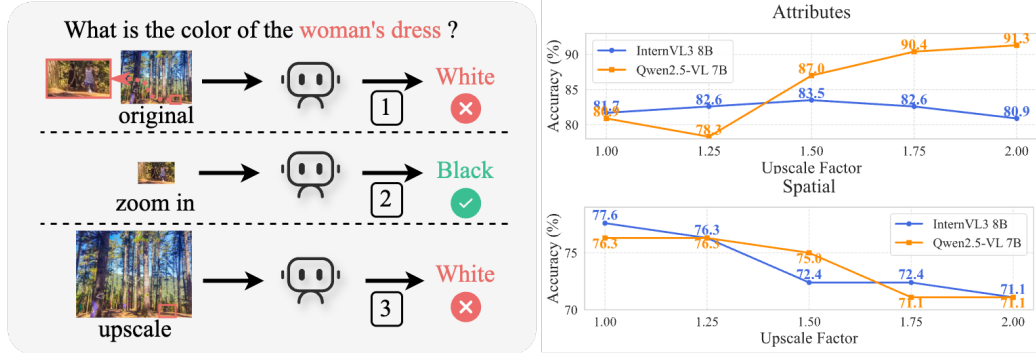 What is the color of the woman's dress ?
original
1
White
zoom in
2
Black
upscale
3
White
Attributes
Accuracy (%)
90
85
80
InternVL3 8B
Qwen2.5-VL 7B
81.7
82.6
83.5
82.6
80.9
80.9
78.3
87.0
90.4
91.3
1.00 1.25 1.50 1.75 2.00
Upscale Factor
Spatial
Accuracy (%)
75
70
InternVL3 8B
Qwen2.5-VL 7B
77.6
76.3
72.4
72.4
71.1
76.3
76.3
75.0
71.1
71.1
1.00 1.25 1.50 1.75 2.00
Upscale Factor